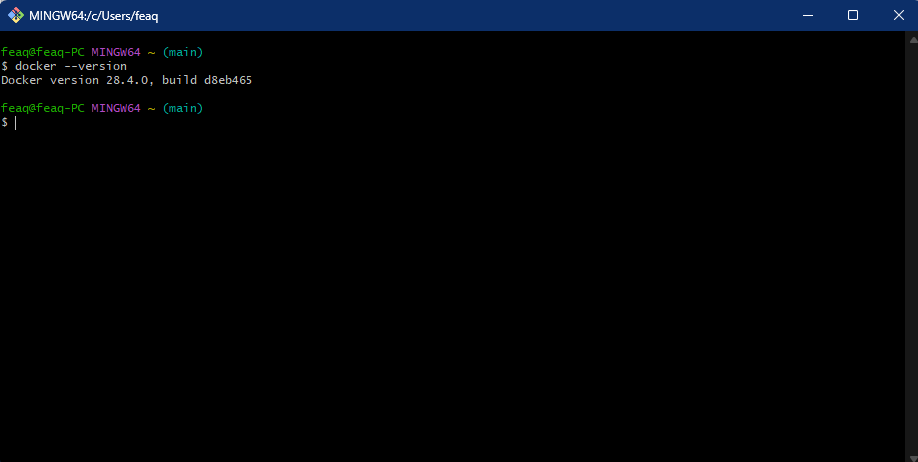 MINGW64:/c/Users/feaq
feaq@feaq-PC MINGW64 ~ (main)
$ docker --version
Docker version 28.4.0, build d8eb465
feaq@feaq-PC MINGW64 ~ (main)
$